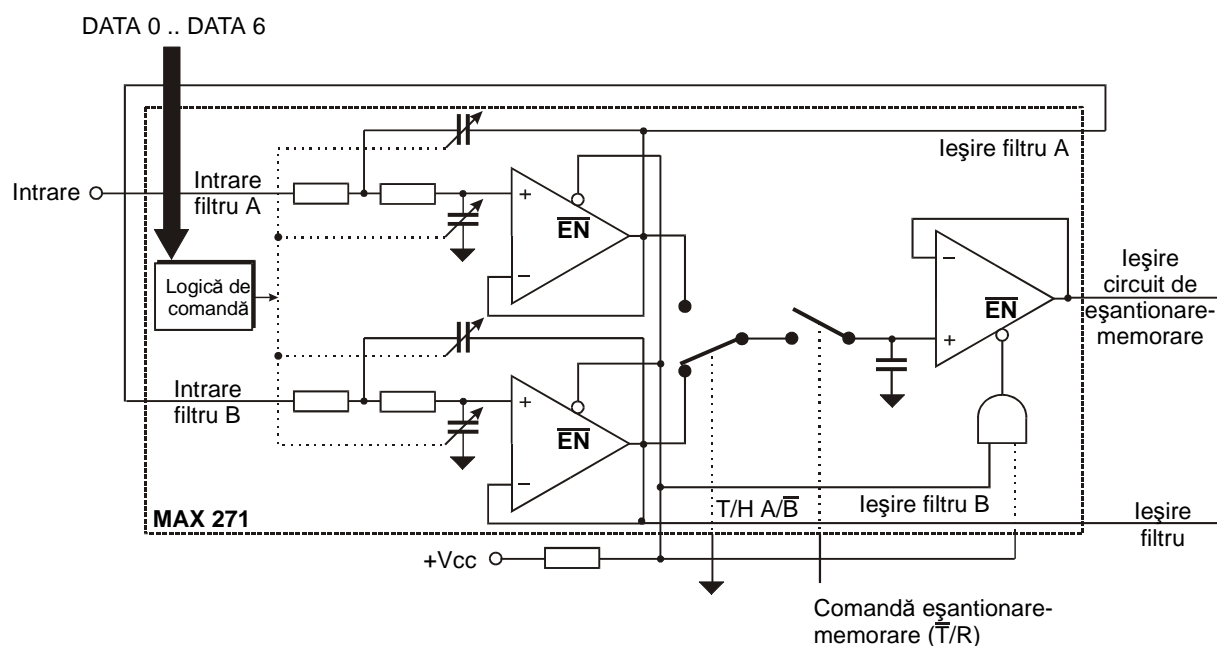 DATA 0 .. DATA 6
Ieşire filtru A
Intrare
Intrare
filtru A
+
EN
−
Logică de
comandă
Ieşire
circuit de
eşantionare-
memorare
−
EN
+
Intrare
filtru B
+
EN
−
T/H A/B̅
Ieşire filtru B
MAX 271
Ieşire
filtru
+Vcc
Comandă eşantionare-
memorare (T̅/R)